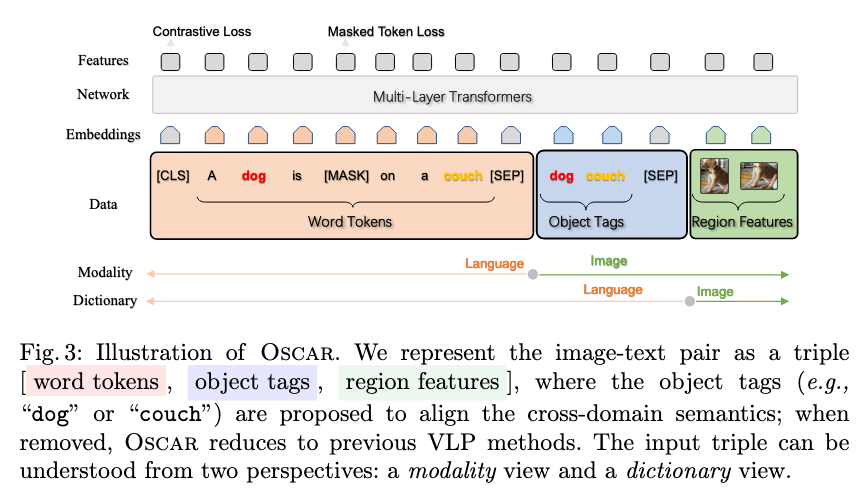 Contrastive Loss Masked Token Loss
Features
Network Multi-Layer Transformers
Embeddings
[CLS] A dog is [MASK] on a couch [SEP] dog couch [SEP]
Data
Word Tokens Object Tags Region Features
Language Image
Modality
Language Image
Dictionary
Fig. 3: Illustration of OSCAR. We represent the image-text pair as a triple
[ word tokens , object tags , region features ], where the object tags (e.g.,
“dog” or “couch”) are proposed to align the cross-domain semantics; when
removed, OSCAR reduces to previous VLP methods. The input triple can be
understood from two perspectives: a modality view and a dictionary view.